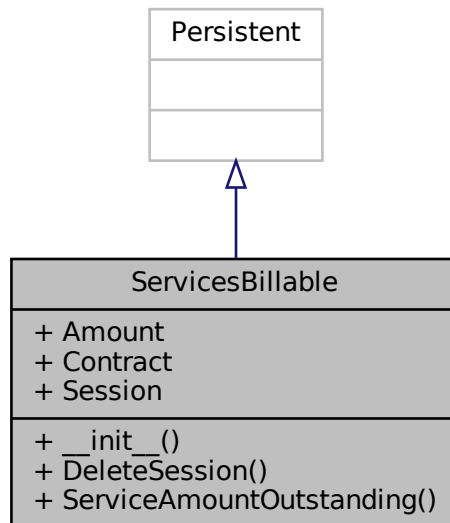 Persistent
ServicesBillable
+ Amount
+ Contract
+ Session
+ __init__()
+ DeleteSession()
+ ServiceAmountOutstanding()